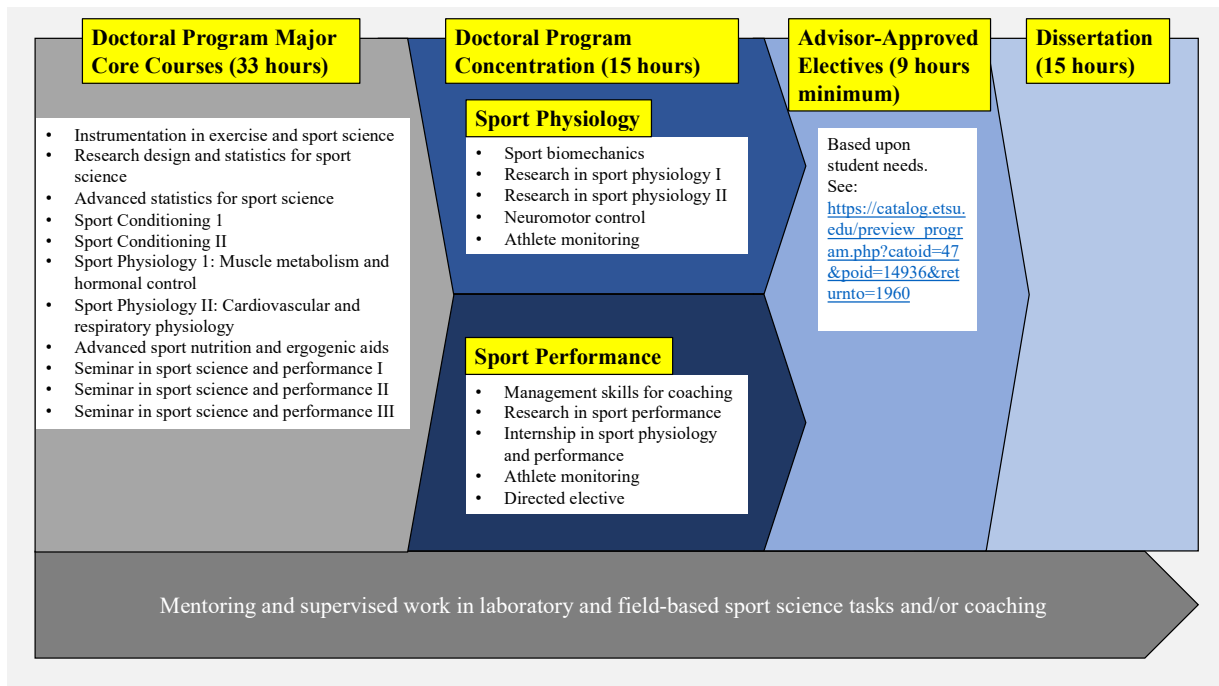 Doctoral Program Major
Core Courses (33 hours)
• Instrumentation in exercise and sport science
• Research design and statistics for sport
science
• Advanced statistics for sport science
• Sport Conditioning 1
• Sport Conditioning II
• Sport Physiology 1: Muscle metabolism and
hormonal control
• Sport Physiology II: Cardiovascular and
respiratory physiology
• Advanced sport nutrition and ergogenic aids
• Seminar in sport science and performance I
• Seminar in sport science and performance II
• Seminar in sport science and performance III
Doctoral Program
Concentration (15 hours)
Sport Physiology
• Sport biomechanics
• Research in sport physiology I
• Research in sport physiology II
• Neuromotor control
• Athlete monitoring
Sport Performance
• Management skills for coaching
• Research in sport performance
• Internship in sport physiology
and performance
• Athlete monitoring
• Directed elective
Advisor-Approved
Electives (9 hours
minimum)
Based upon
student needs.
See:
https://catalog.etsu.
edu/preview_progr
am.php?catoid=47
&poid=14936&ret
urnto=1960
Dissertation
(15 hours)
Mentoring and supervised work in laboratory and field-based sport science tasks and/or coaching